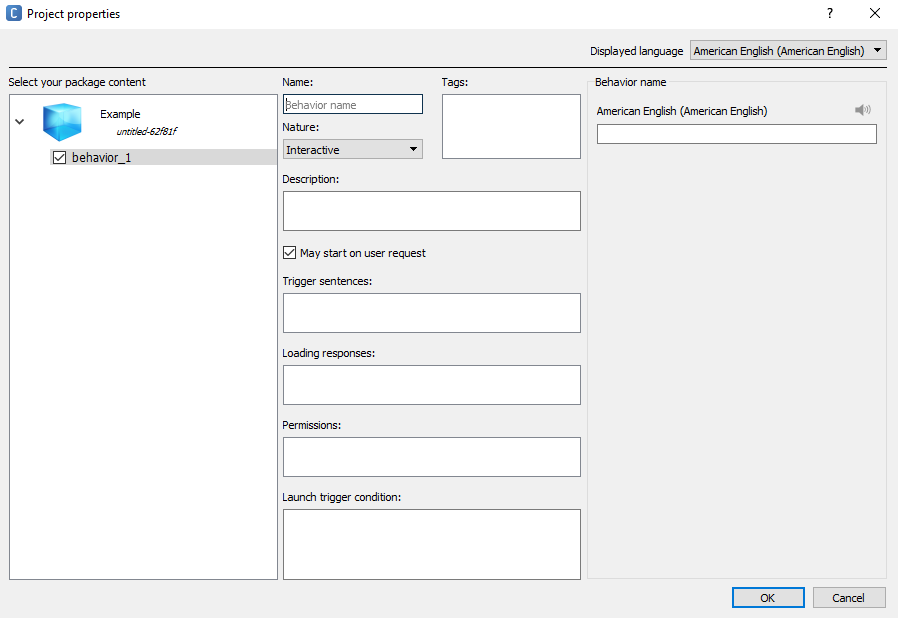 C Project properties
?
Displayed language American English (American English)
Select your package content
Example
untitled-62f81f
behavior_1
Name:
Behavior name
Tags:
Nature:
Interactive
Description:
May start on user request
Trigger sentences:
Loading responses:
Permissions:
Launch trigger condition:
Behavior name
American English (American English)
OK
Cancel